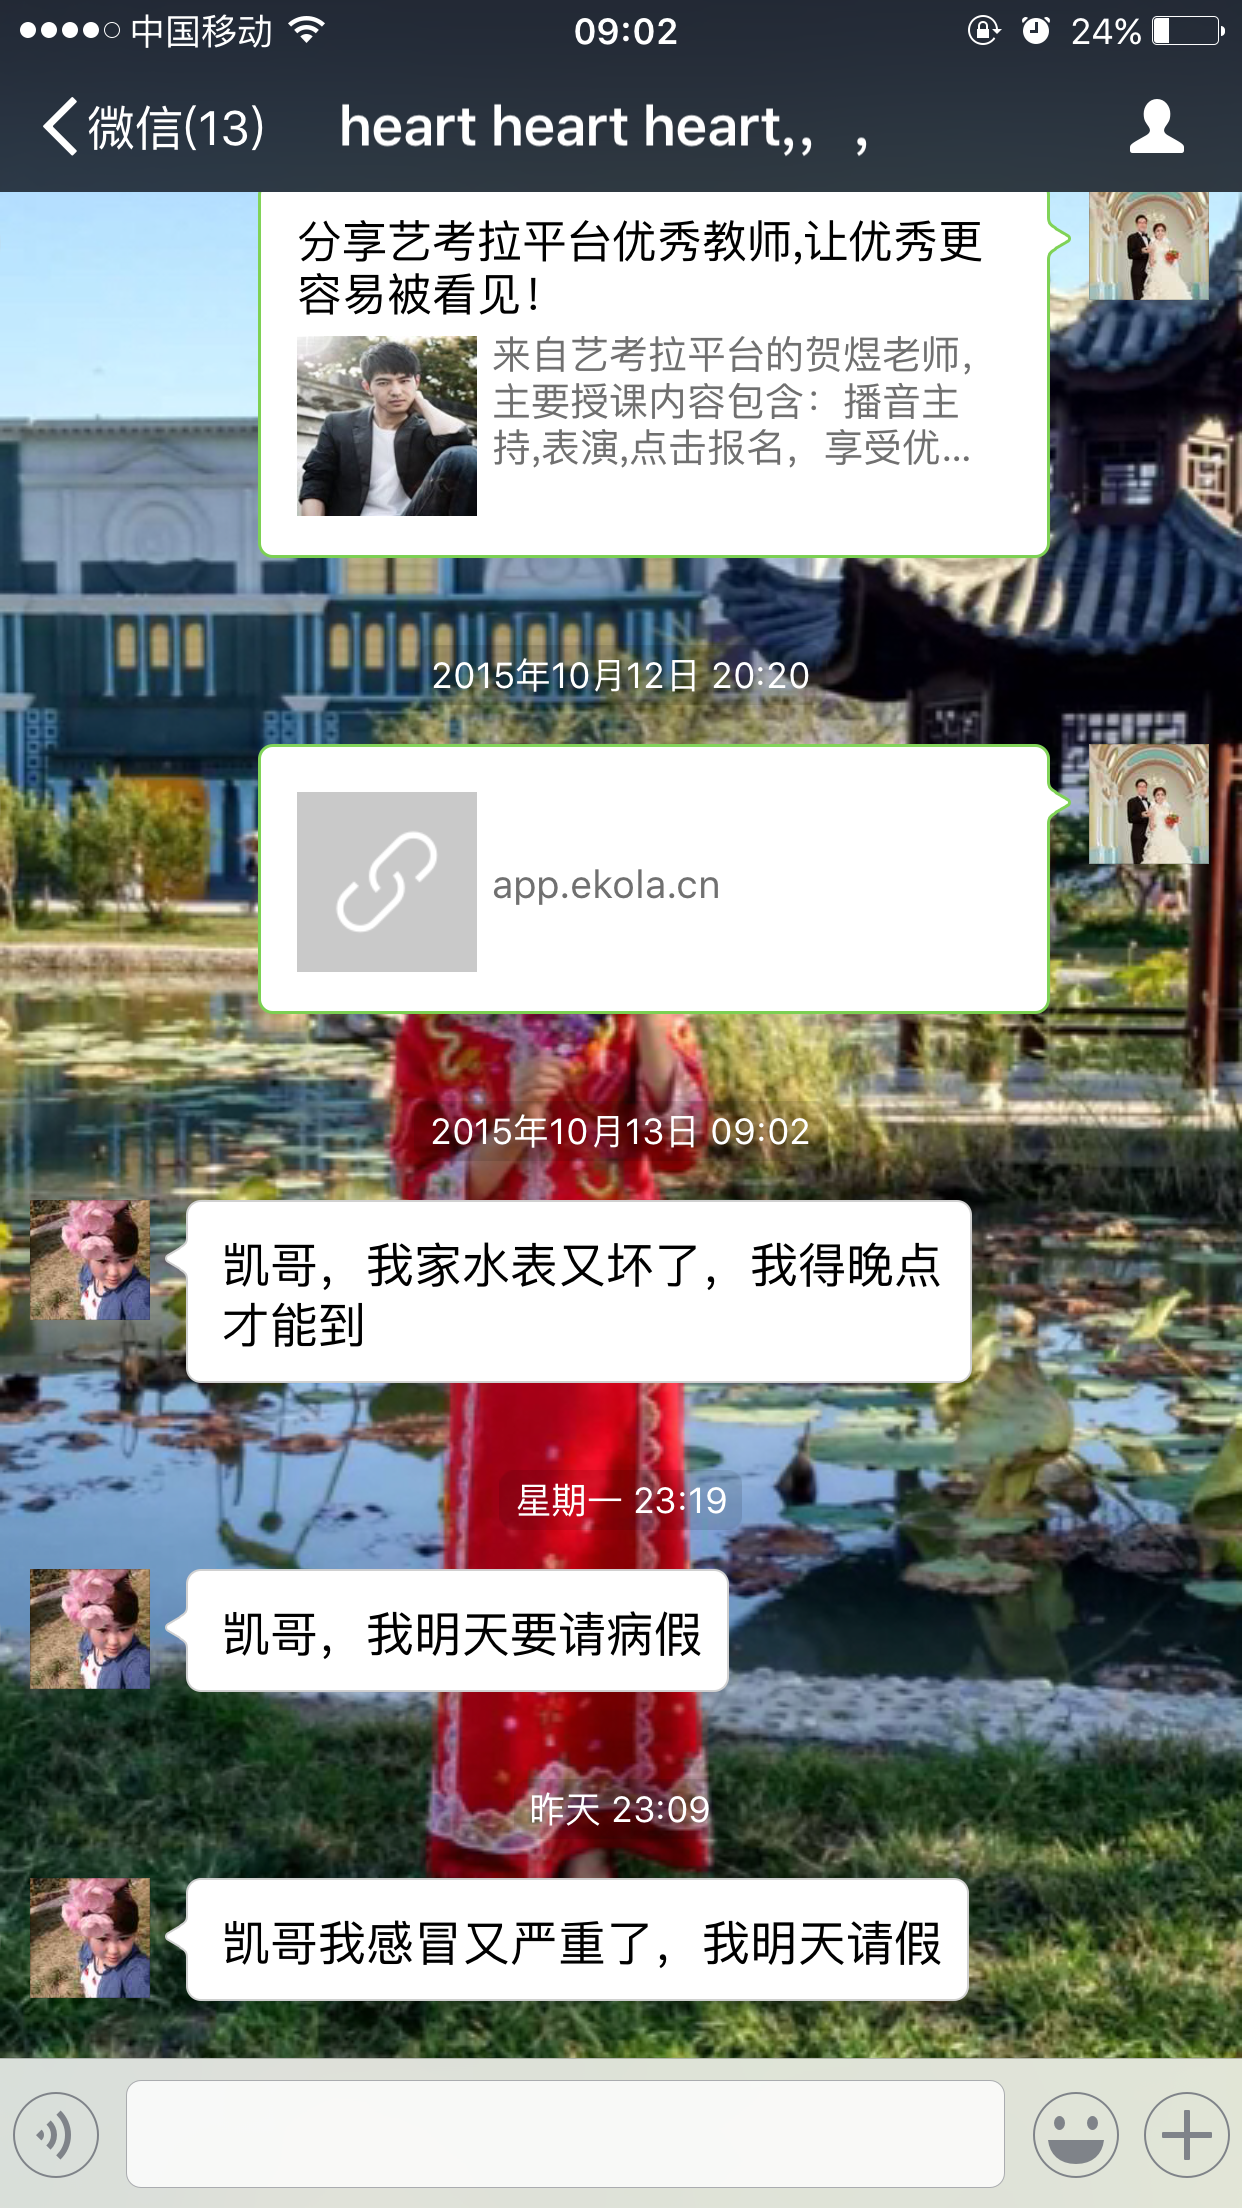 中国移动 09:02 24%
微信(13) heart heart heart,, ,
分享艺考拉平台优秀教师,让优秀更
容易被看见！
来自艺考拉平台的贺煜老师，
主要授课内容包含：播音主
持,表演,点击报名，享受优...
2015年10月12日 20:20
app.ekola.cn
2015年10月13日 09:02
凯哥，我家水表又坏了，我得晚点
才能到
星期一 23:19
凯哥，我明天要请病假
昨天 23:09
凯哥我感冒又严重了，我明天请假